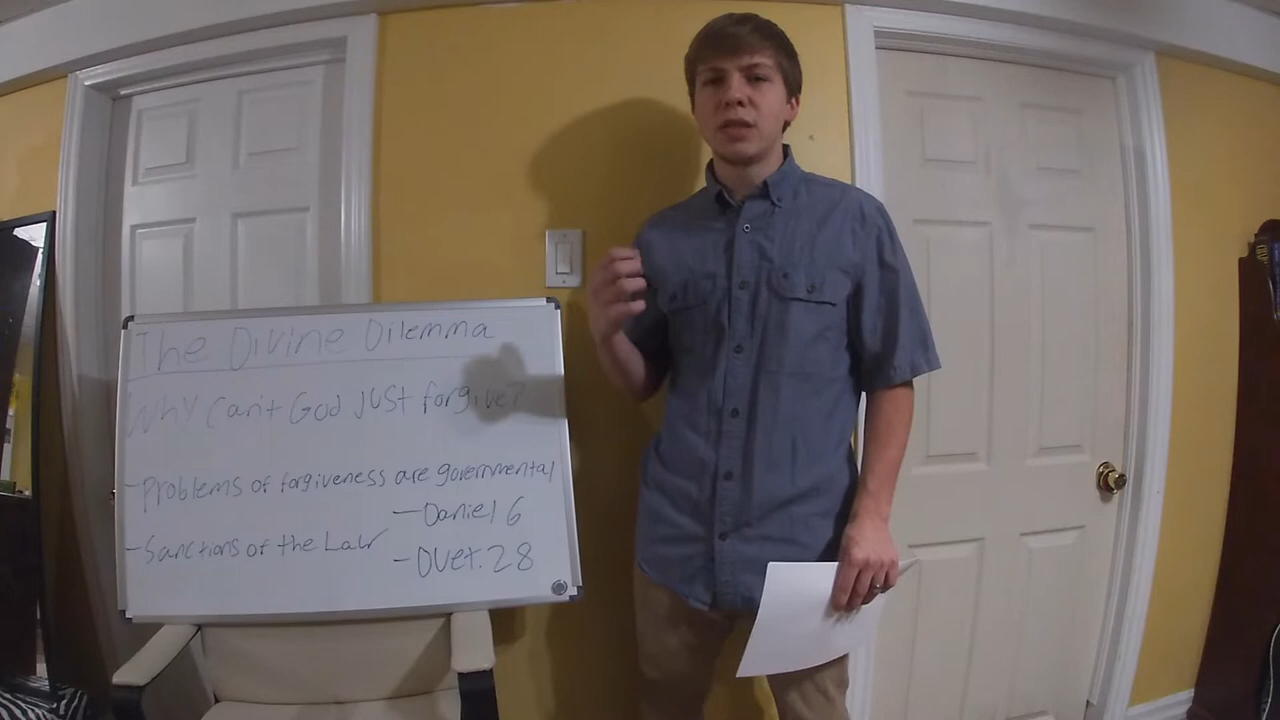 The Divine Dilemma
Why can't God just forgive?
-Problems of forgiveness are governmental
-Daniel 6
-Sanctions of the Law
-Duet. 28